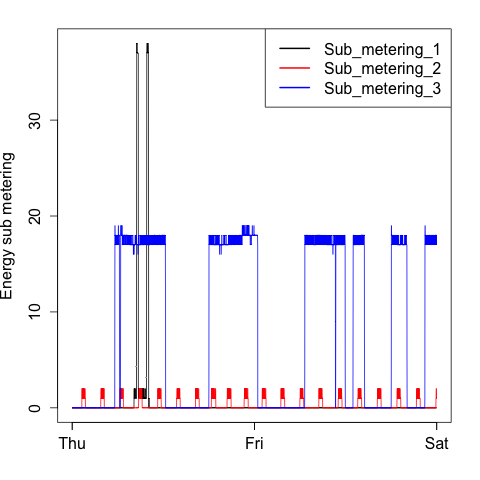 Sub_metering_1
Sub_metering_2
Sub_metering_3
Energy sub metering
30
20
10
0
Thu Fri Sat